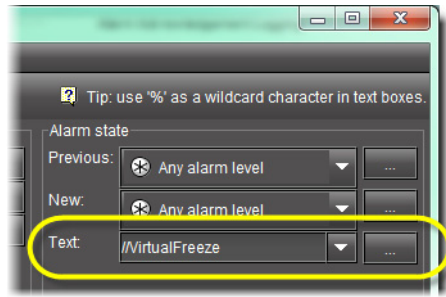 Tip: use '%' as a wildcard character in text boxes.
Alarm state
Previous: Any alarm level ...
New: Any alarm level ...
Text: //VirtualFreeze ...